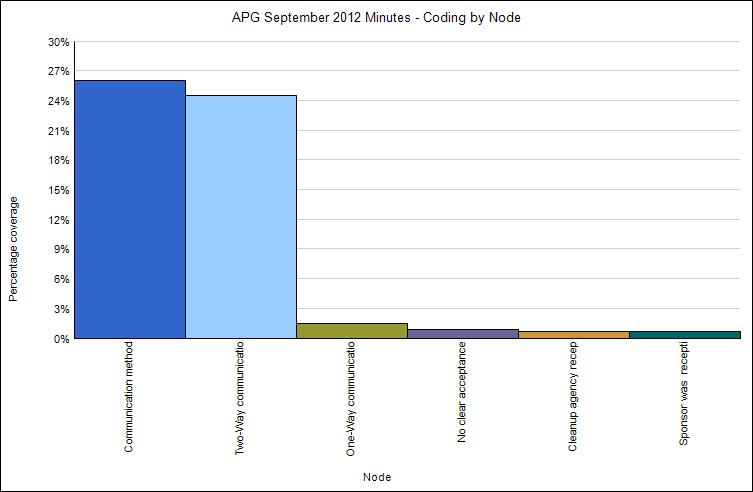 APG September 2012 Minutes - Coding by Node
30%
27%
24%
21%
18%
15%
12%
9%
6%
3%
0%
Percentage coverage
Communication method
Two-Way communicatio
One-Way communicatio
No clear acceptance
Cleanup agency recep
Sponsor was recepti
Node